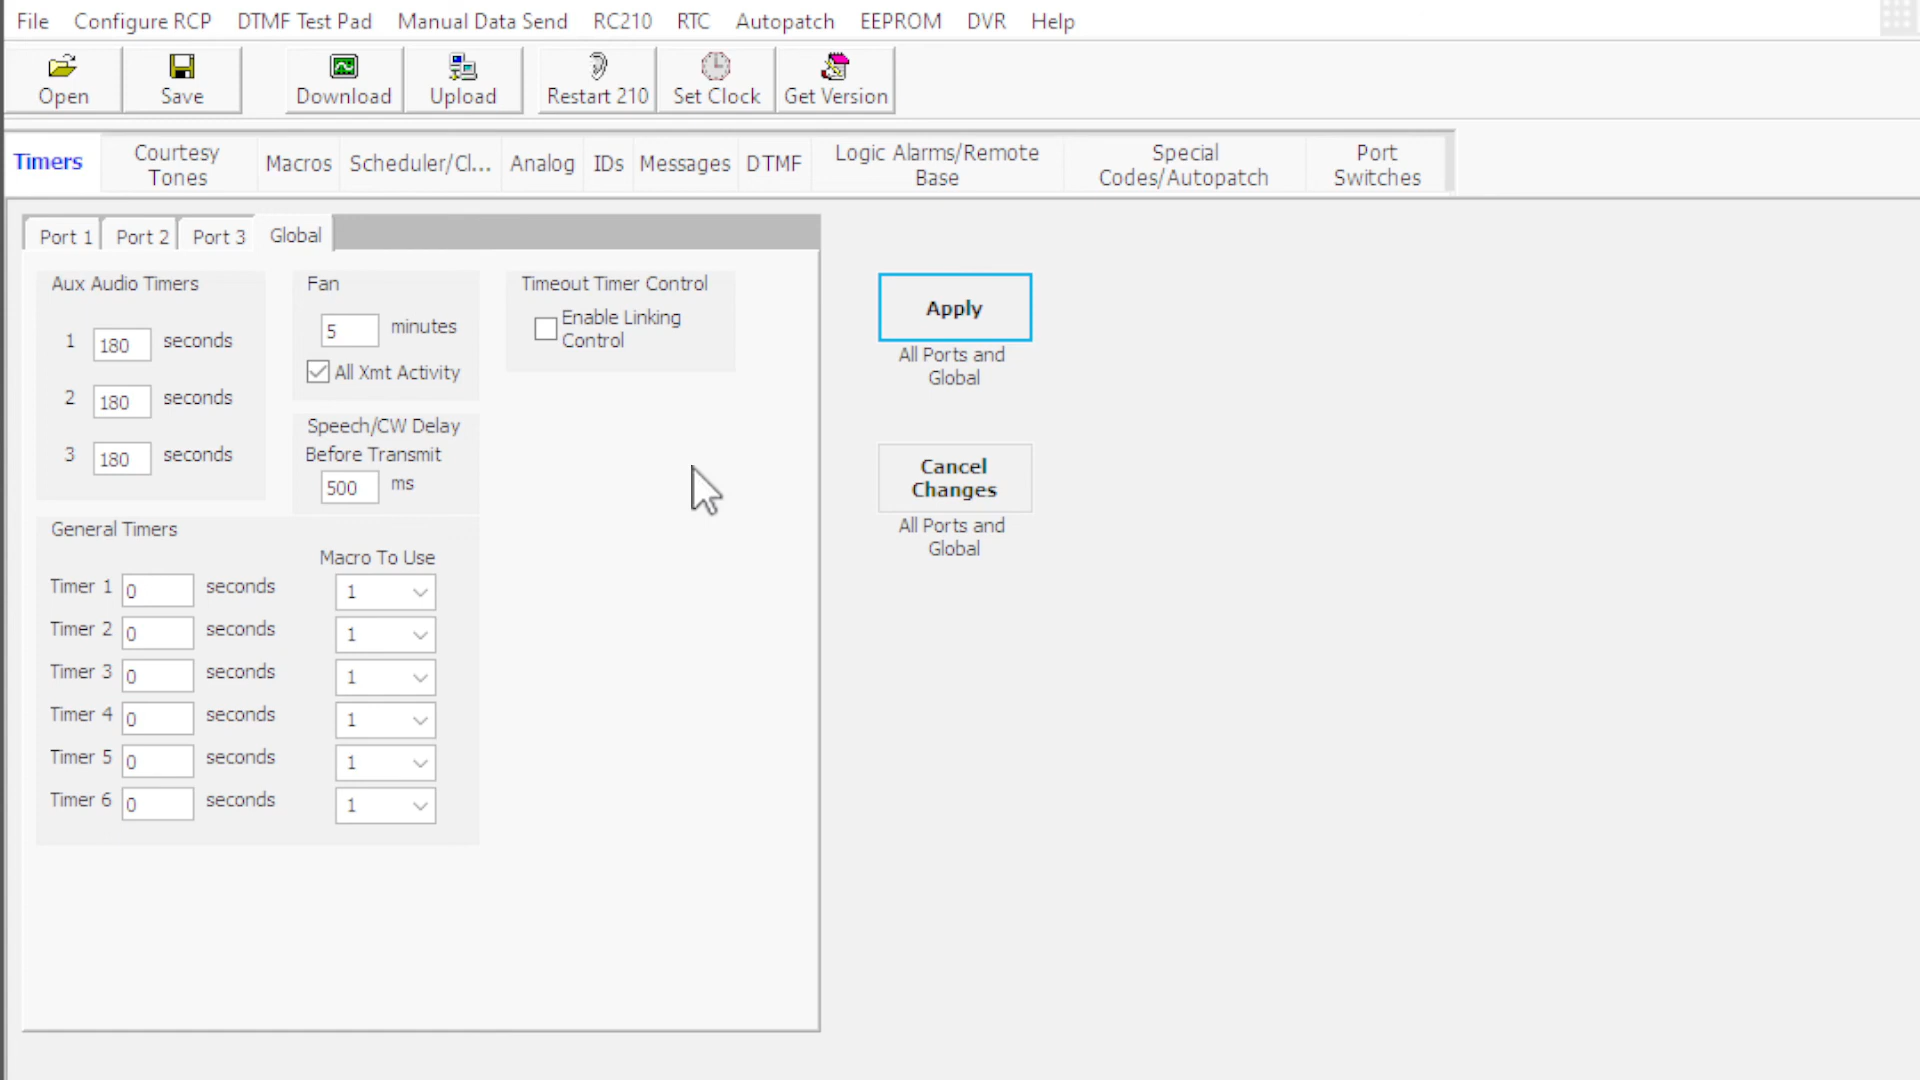 File Configure RCP DTMF Test Pad Manual Data Send RC210 RTC Autopatch EEPROM DVR Help
Open Save Download Upload Restart 210 Set Clock Get Version
Timers Courtesy Tones Macros Scheduler/Cl... Analog IDs Messages DTMF Logic Alarms/Remote Base Special Codes/Autopatch Port Switches
Port 1 Port 2 Port 3 Global
Aux Audio Timers
1 180 seconds
2 180 seconds
3 180 seconds
Fan
5 minutes
All Xmt Activity
Speech/CW Delay
Before Transmit
500 ms
Timeout Timer Control
Enable Linking
Control
General Timers
Macro To Use
Timer 1 0 seconds 1
Timer 2 0 seconds 1
Timer 3 0 seconds 1
Timer 4 0 seconds 1
Timer 5 0 seconds 1
Timer 6 0 seconds 1
Apply
All Ports and
Global
Cancel
Changes
All Ports and
Global